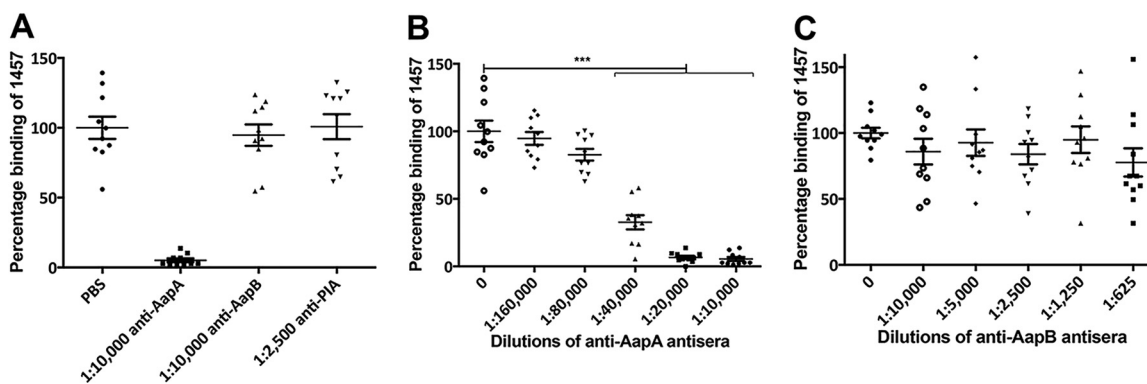 A
Percentage binding of 1457
150
100
50
0
PBS
1:10,000 anti-AapA
1:10,000 anti-AapB
1:2,500 anti-PIA
B
Percentage binding of 1457
150
100
50
0
***
0
1:160,000
1:80,000
1:40,000
1:20,000
1:10,000
Dilutions of anti-AapA antisera
C
Percentage binding of 1457
150
100
50
0
0
1:10,000
1:5,000
1:2,500
1:1,250
1:625
Dilutions of anti-AapB antisera